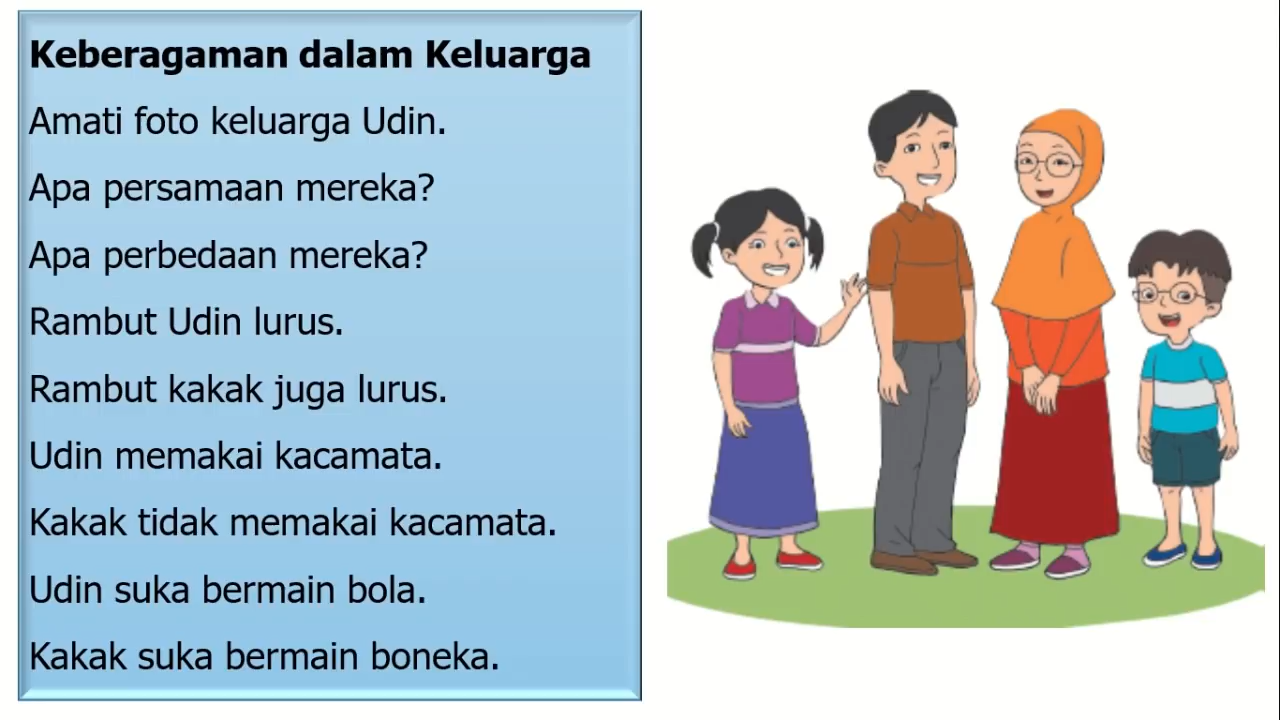 Keberagaman dalam Keluarga
Amati foto keluarga Udin.
Apa persamaan mereka?
Apa perbedaan mereka?
Rambut Udin lurus.
Rambut kakak juga lurus.
Udin memakai kacamata.
Kakak tidak memakai kacamata.
Udin suka bermain bola.
Kakak suka bermain boneka.